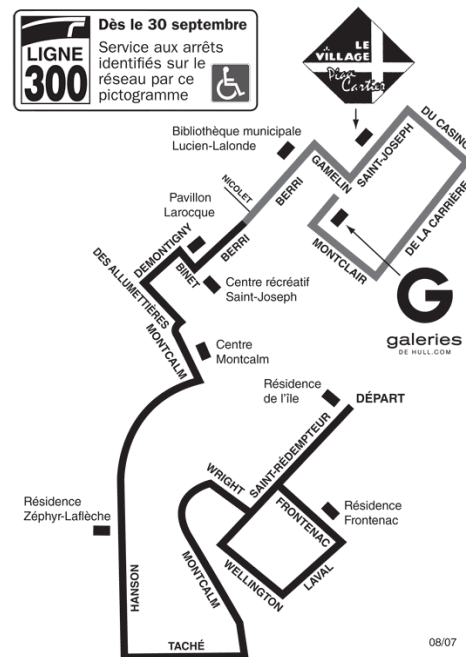 LIGNE
300
Dès le 30 septembre
Service aux arrêts
identifiés sur le
réseau par ce
pictogramme
LE
VILLAGE
Place
Cartier
Bibliothèque municipale
Lucien-Lalonde
DU CASINO
SAINT-JOSEPH
GAMELIN
NICOLET
BERRI
DE LA CARRIÈRE
MONTCLAIR
Pavillon
Larocque
DEMONTIGNY
BERRI
BINET
DES ALLUMETTIÈRES
Centre récréatif
Saint-Joseph
G
galeries
DE HULL.COM
MONTCALM
Centre
Montcalm
Résidence
de l'île
DÉPART
SAINT-RÉDEMPTEUR
WRIGHT
FRONTENAC
Résidence
Frontenac
Résidence
Zéphyr-Laflèche
MONTCALM
WELLINGTON
LAVAL
HANSON
TACHÉ
08/07